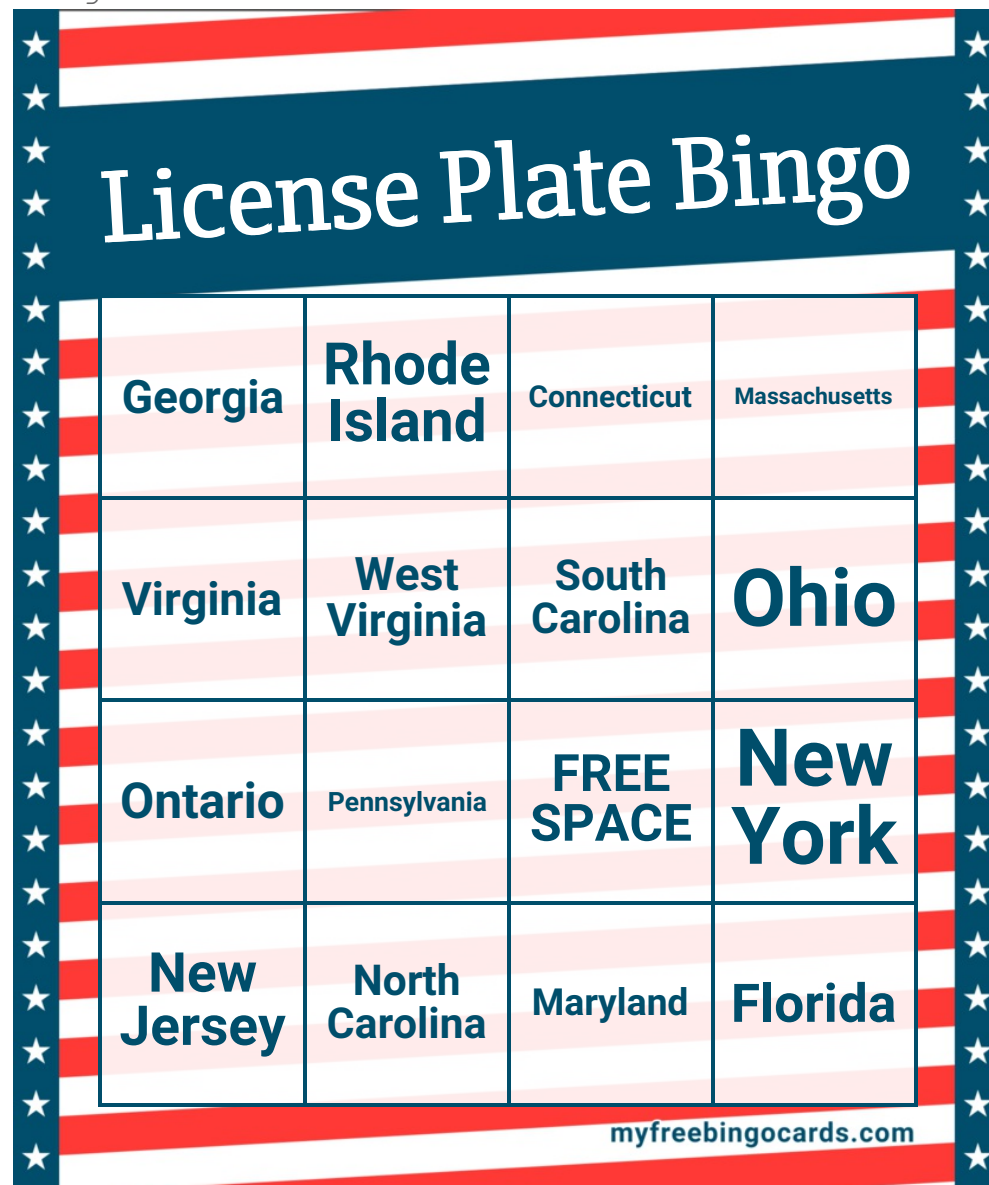 License Plate Bingo
Georgia
Rhode
Island
Connecticut
Massachusetts
Virginia
West
Virginia
South
Carolina
Ohio
Ontario
Pennsylvania
FREE
SPACE
New
York
New
Jersey
North
Carolina
Maryland
Florida
myfreebingocards.com